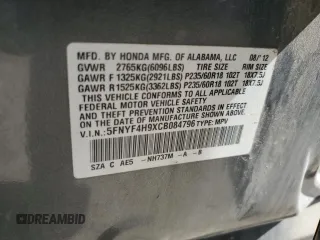 MFD. BY HONDA MFG. OF ALABAMA, LLC 08/12
GVWR 2765KG(6096LBS) TIRE SIZE RIM SIZE
GAWR F 1325KG(2921LBS) P235/60R18 102T 18X7.5J
GAWR R 1525KG(3362LBS) P235/60R18 102T 18X7.5J
THIS VEHICLE CONFORMS TO ALL APPLICABLE
FEDERAL MOTOR VEHICLE SAFETY AND
THEFT PREVENTION STANDARDS IN EFFECT ON
THE DATE OF MANUFACTURE SHOWN ABOVE.
V.I.N.: 5FNYF4H9XCB084796 TYPE: MPV
SZA C AE5 -NH737M -A -B
DREAMBID.COM